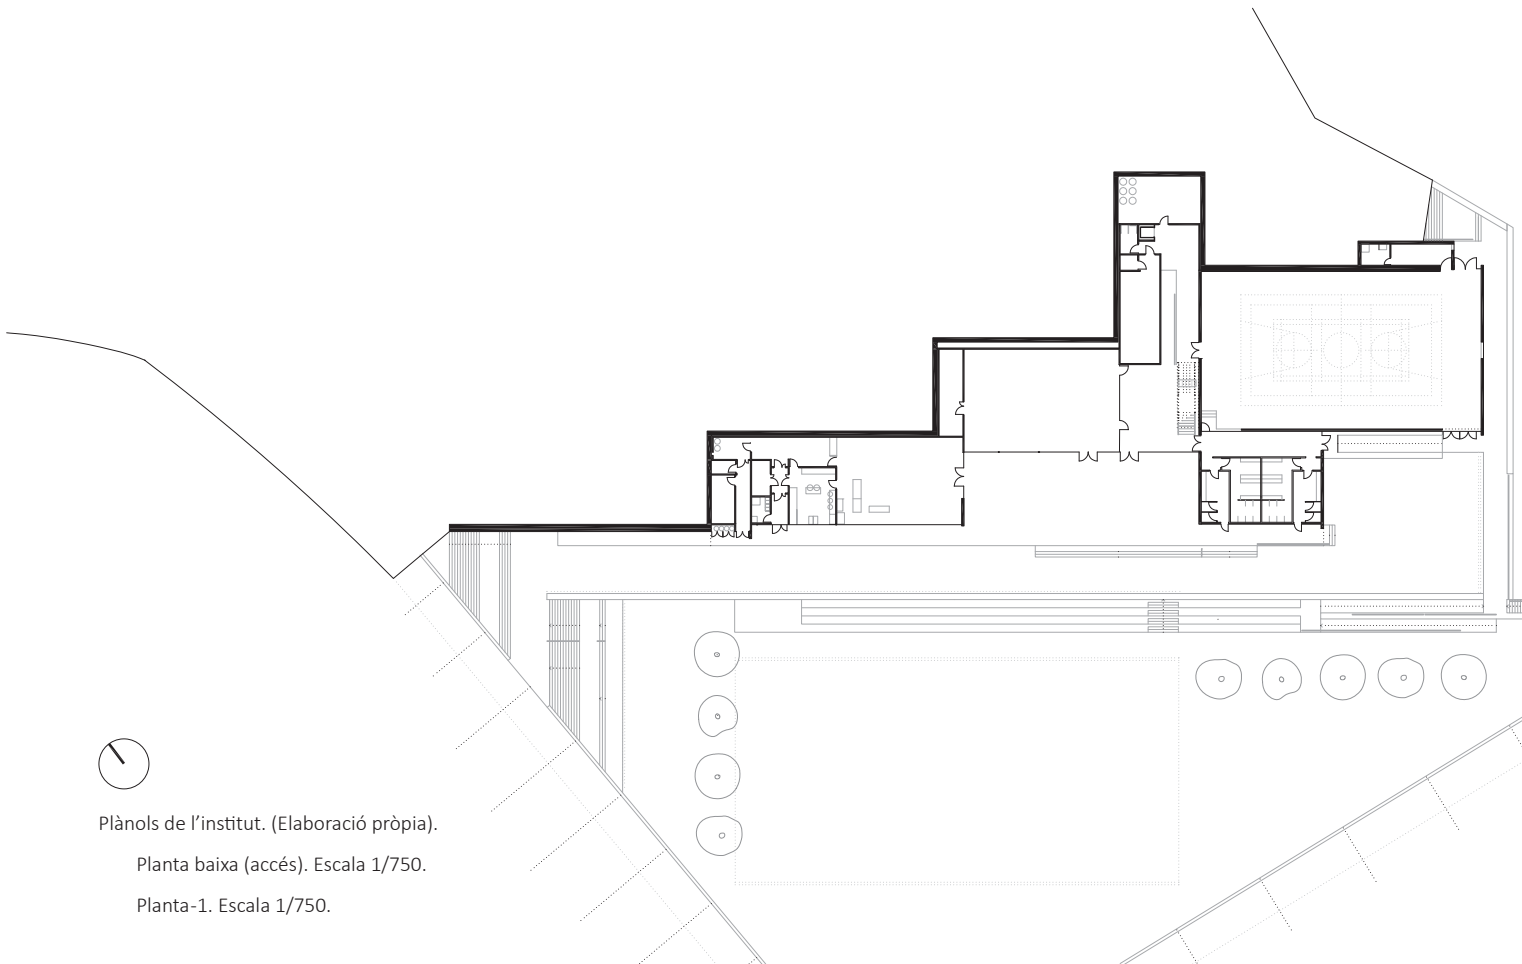 Plànols de l’institut. (Elaboració pròpia).
Planta baixa (accés). Escala 1/750.
Planta-1. Escala 1/750.